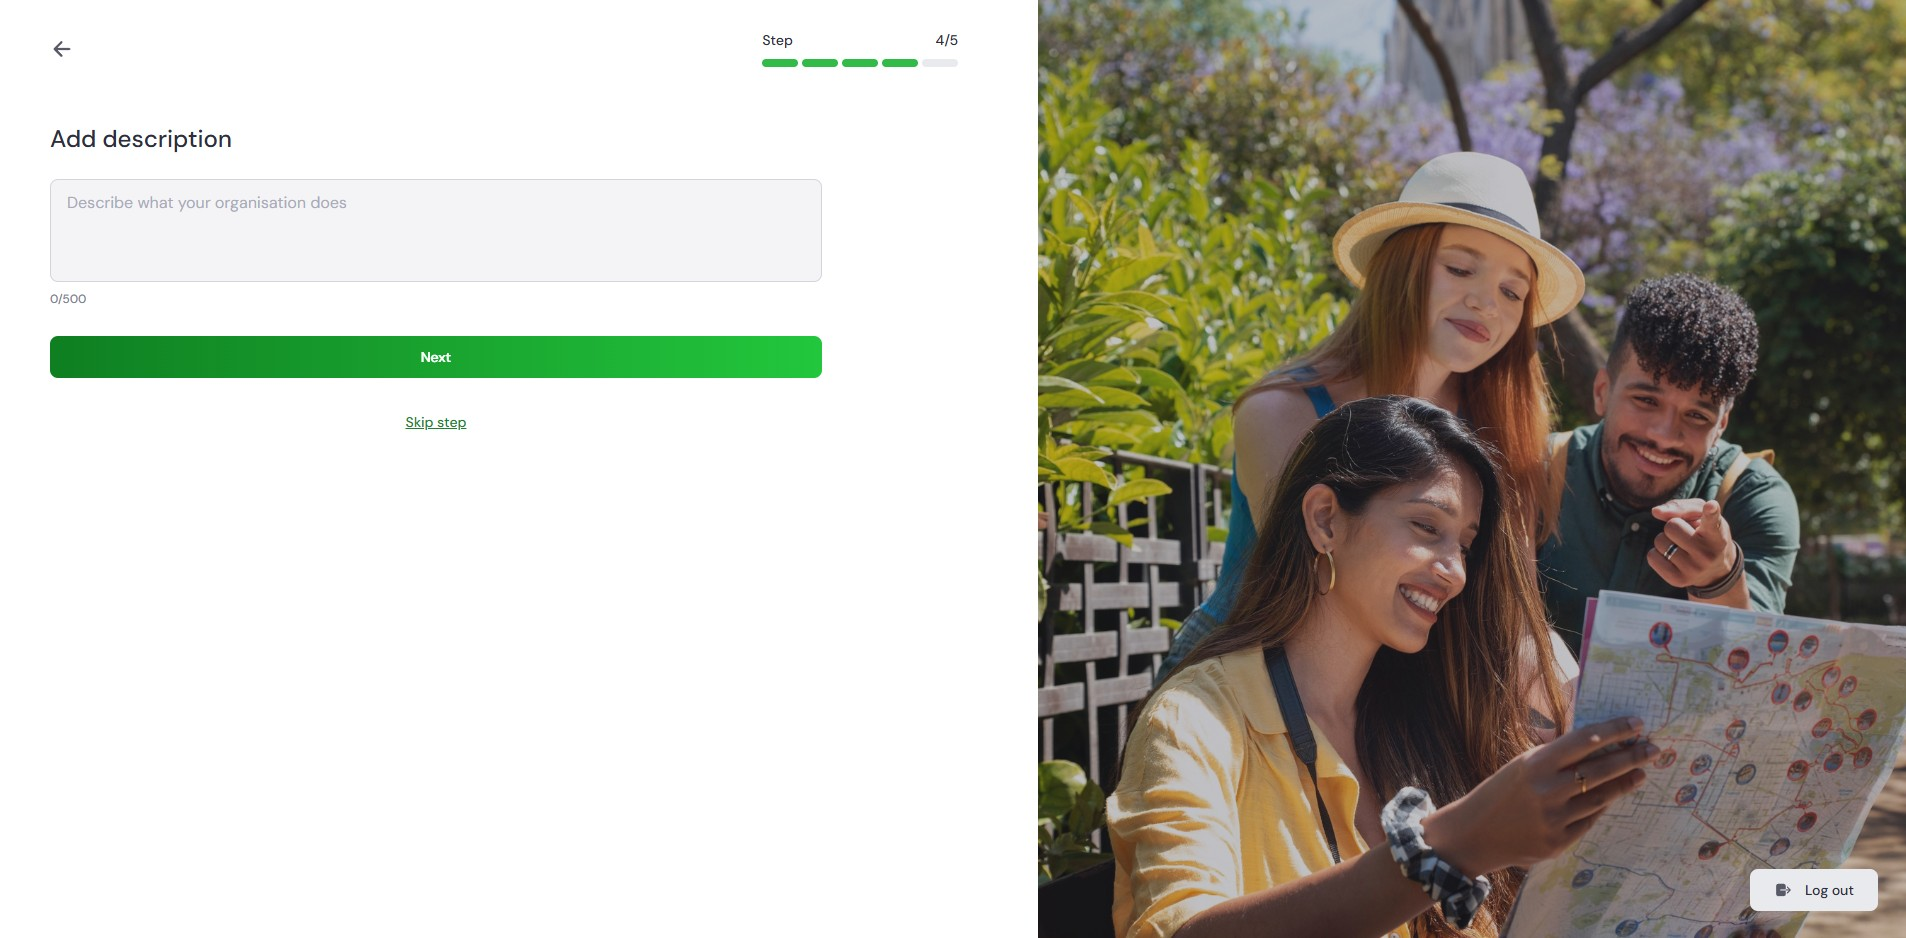 Step
4/5
Add description
Describe what your organisation does
0/500
Next
Skip step
Log out